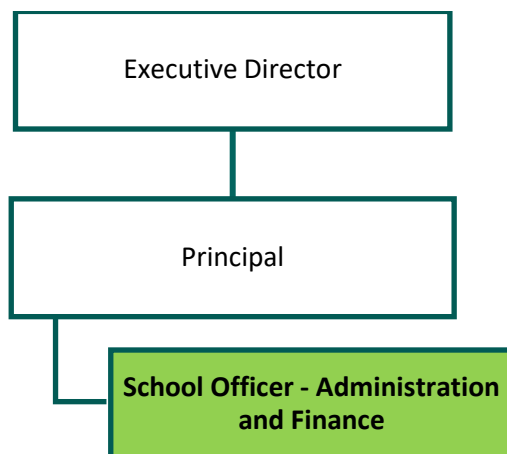 Executive Director
Principal
School Officer - Administration
and Finance